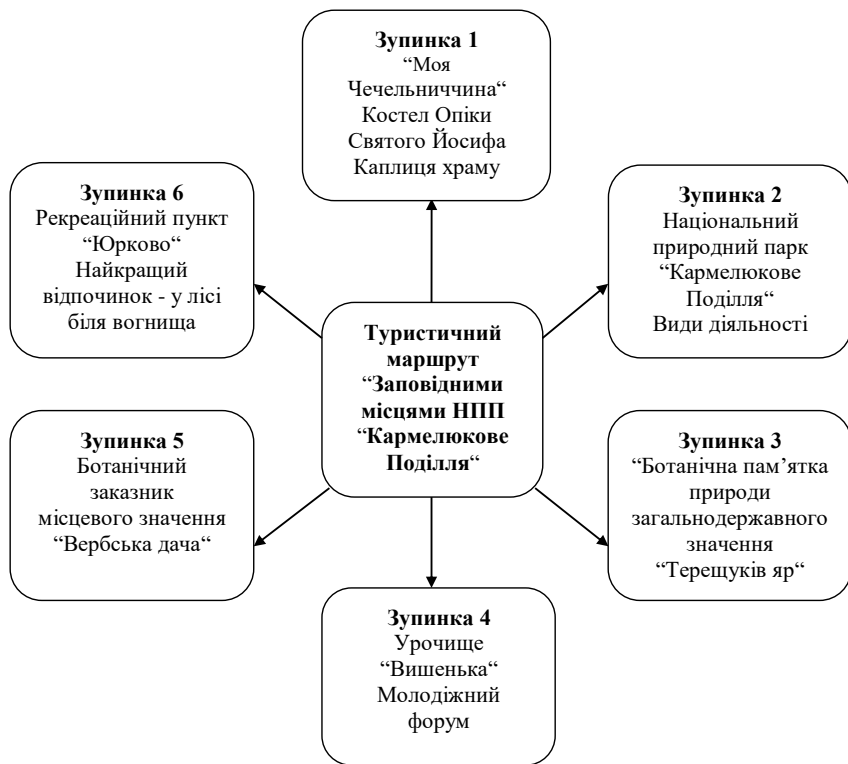 Зупинка 1
“Моя
Чечельниччина“
Костел Опіки
Святого Йосифа
Каплиця храму
Зупинка 2
Національний
природний парк
“Кармелюкове
Поділля“
Види діяльності
Зупинка 3
“Ботанічна пам’ятка
природи
загальнодержавного
значення
“Терещуків яр“
Зупинка 4
Урочище
“Вишенька“
Молодіжний
форум
Зупинка 5
Ботанічний
заказник
місцевого значення
“Вербська дача“
Зупинка 6
Рекреаційний пункт
“Юрково“
Найкращий
відпочинок - у лісі
біля вогнища
Туристичний
маршрут
“Заповідними
місцями НПП
“Кармелюкове
Поділля“